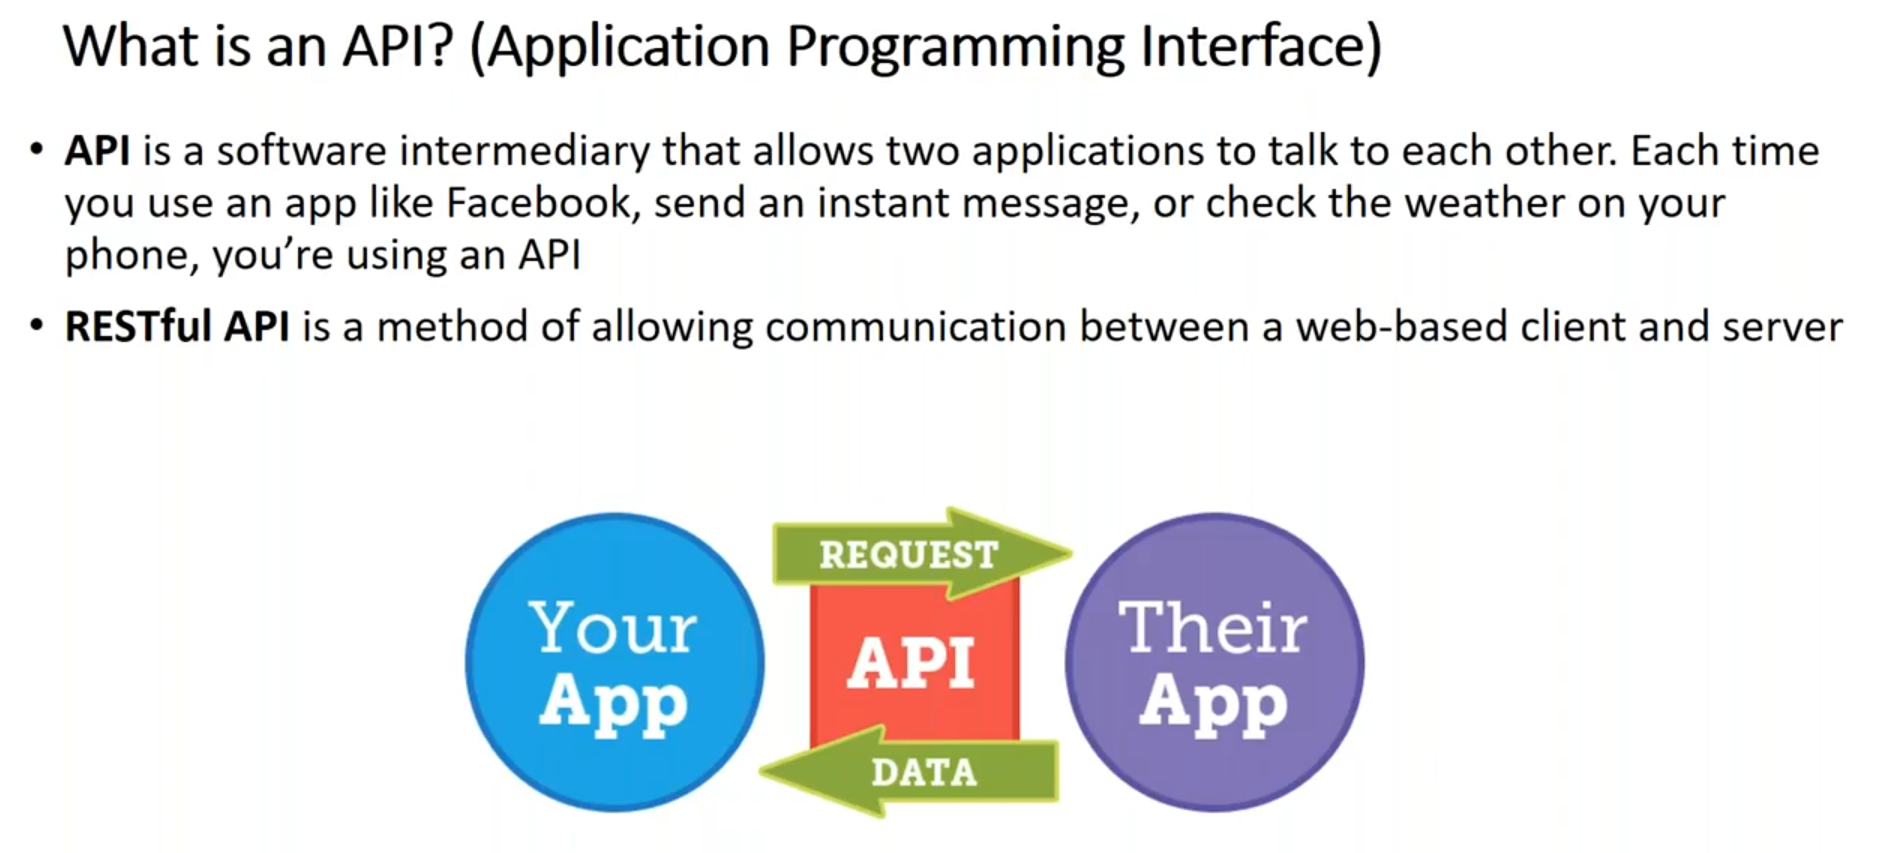 What is an API? (Application Programming Interface)
• API is a software intermediary that allows two applications to talk to each other. Each time
you use an app like Facebook, send an instant message, or check the weather on your
phone, you’re using an API
• RESTful API is a method of allowing communication between a web-based client and server
REQUEST
Your
App
API
Their
App
DATA